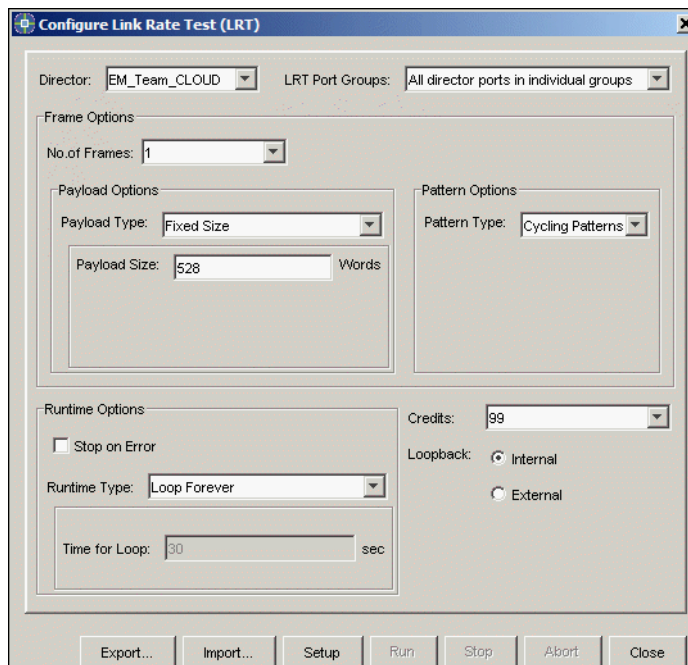 Configure Link Rate Test (LRT)
Director: EM_Team_CLOUD LRT Port Groups: All director ports in individual groups
Frame Options
No.of Frames: 1
Payload Options
Payload Type: Fixed Size
Payload Size: 528 Words
Pattern Options
Pattern Type: Cycling Patterns
Runtime Options
Stop on Error
Runtime Type: Loop Forever
Time for Loop: 30 sec
Credits: 99
Loopback: Internal
External
Export... Import... Setup Run Stop Abort Close